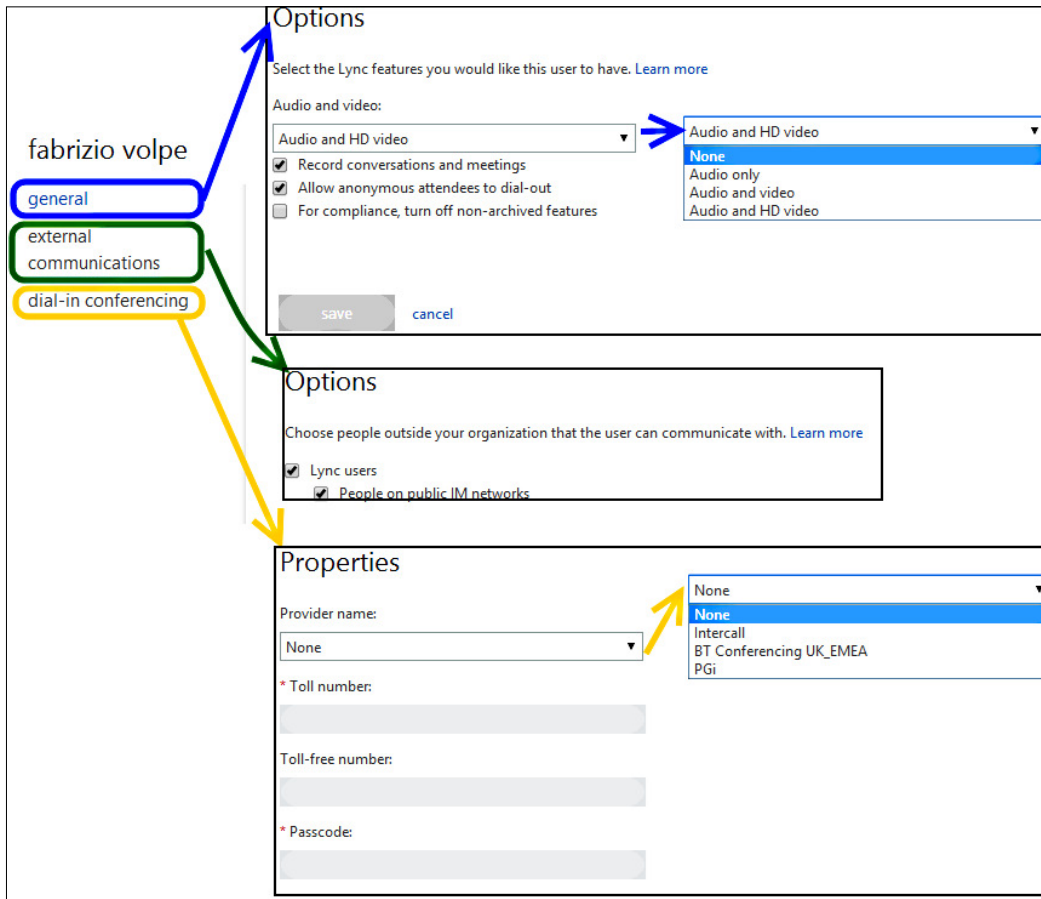 fabrizio volpe
general
external
communications
dial-in conferencing
Options
Select the Lync features you would like this user to have. Learn more
Audio and video:
Audio and HD video
Record conversations and meetings
Allow anonymous attendees to dial-out
For compliance, turn off non-archived features
save cancel
Audio and HD video
None
Audio only
Audio and video
Audio and HD video
Options
Choose people outside your organization that the user can communicate with. Learn more
Lync users
People on public IM networks
Properties
Provider name:
None
* Toll number:
Toll-free number:
* Passcode:
None
None
Intercall
BT Conferencing UK_EMEA
PGi